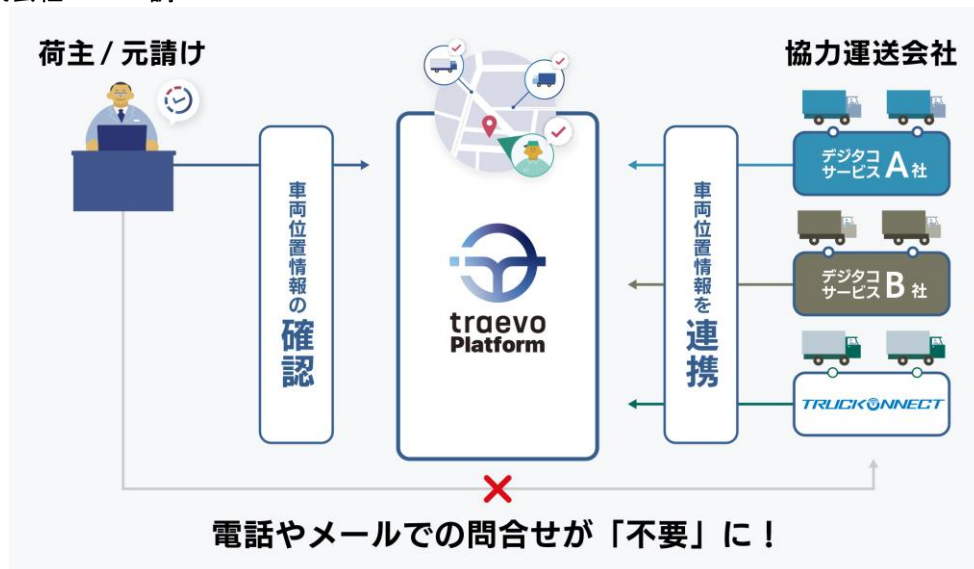 荷主 / 元請け
協力運送会社
車両位置情報の確認
traevo
Platform
車両位置情報を連携
デジタコ
サービス A 社
デジタコ
サービス B 社
TRUCKONNECT
電話やメールでの問合せが「不要」に！